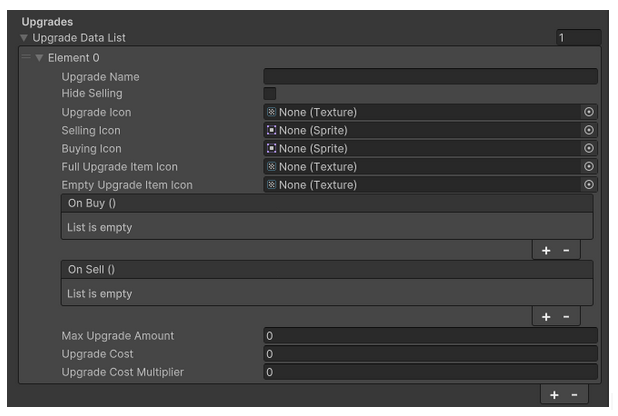 Upgrades
Upgrade Data List 1
Element 0
Upgrade Name
Hide Selling
Upgrade Icon None (Texture)
Selling Icon None (Sprite)
Buying Icon None (Sprite)
Full Upgrade Item Icon None (Texture)
Empty Upgrade Item Icon None (Texture)
On Buy ()
List is empty
+ -
On Sell ()
List is empty
+ -
Max Upgrade Amount 0
Upgrade Cost 0
Upgrade Cost Multiplier 0
+ -